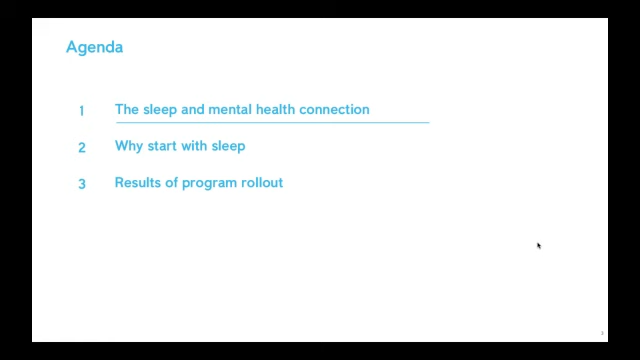 Agenda
1 The sleep and mental health connection
2 Why start with sleep
3 Results of program rollout